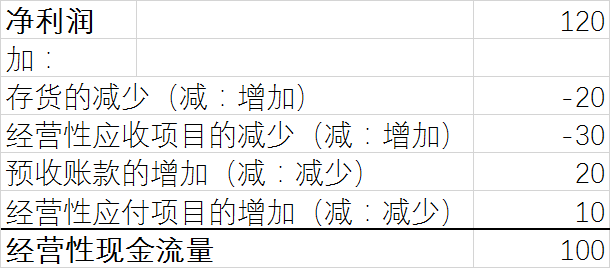 净利润 120
加：
存货的减少（减：增加） -20
经营性应收项目的减少（减：增加） -30
预收账款的增加（减：减少） 20
经营性应付项目的增加（减：减少） 10
经营性现金流量 100